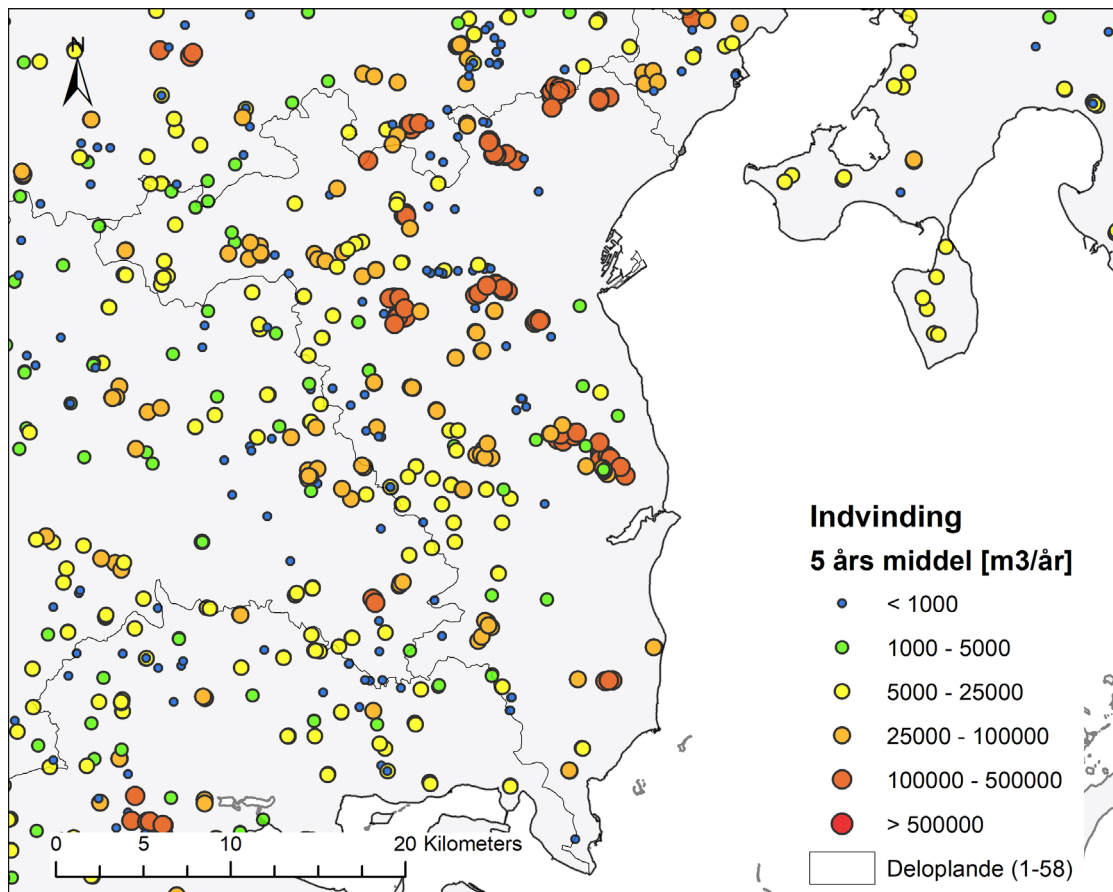 N
Indvinding
5 års middel [m3/år]
< 1000
1000 - 5000
5000 - 25000
25000 - 100000
100000 - 500000
> 500000
Deloplande (1-58)
0 5 10 20 Kilometers